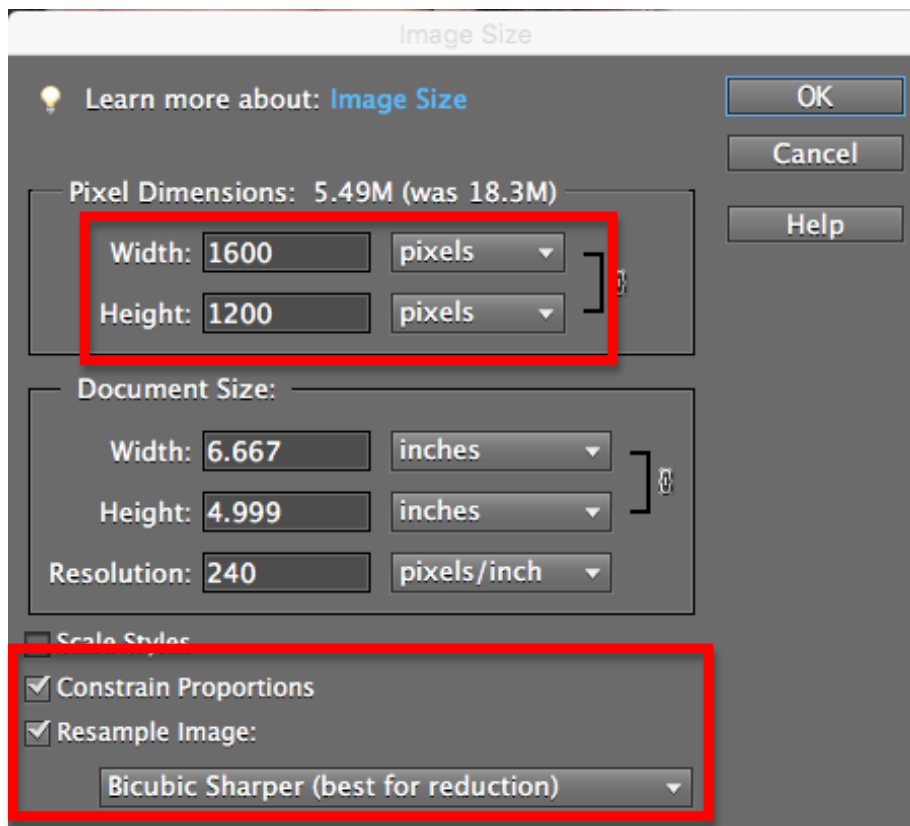 Image Size
Learn more about: Image Size
OK
Cancel
Help
Pixel Dimensions: 5.49M (was 18.3M)
Width: 1600 pixels
Height: 1200 pixels
Document Size:
Width: 6.667 inches
Height: 4.999 inches
Resolution: 240 pixels/inch
Scale Styles
Constrain Proportions
Resample Image:
Bicubic Sharper (best for reduction)